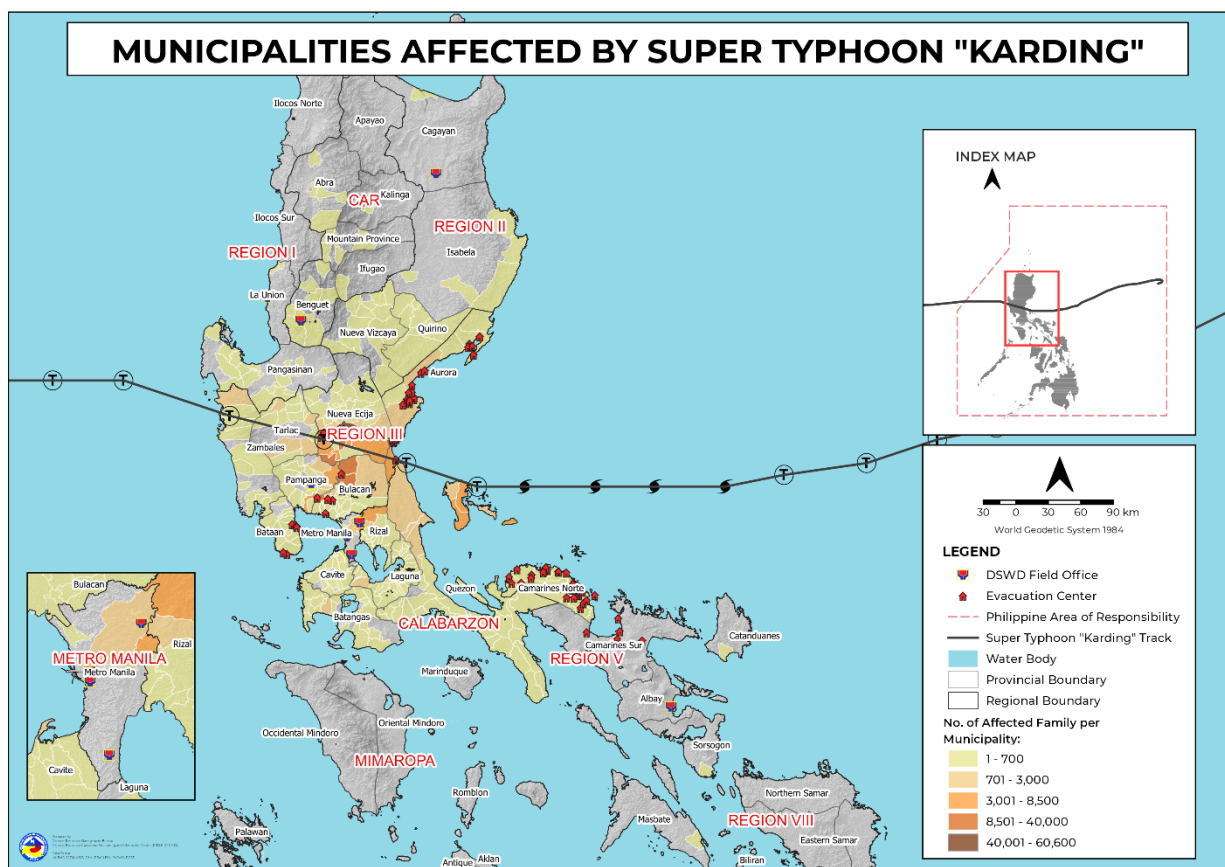 MUNICIPALITIES AFFECTED BY SUPER TYPHOON "KARDING"
Ilocos Norte
Apayao
Cagayan
Abra
Kalinga
CAR
Ilocos Sur
REGION II
REGION I
Mountain Province
Isabela
Ifugao
La Union
Benguet
Nueva Vizcaya
Quirino
Pangasinan
Aurora
Nueva Ecija
Tarlac
REGION III
Zambales
Pampanga
Bulacan
Bataan
Metro Manila
Rizal
Cavite
Laguna
Quezon
Camarines Norte
Batangas
CALABARZON
Catanduanes
Camarines Sur
REGION V
Marinduque
Albay
Oriental Mindoro
Occidental Mindoro
Sorsogon
MIMAROPA
Romblon
Northern Samar
Masbate
REGION VIII
Palawan
Eastern Samar
Biliran
Aklan
Antique
Bulacan
Rizal
METRO MANILA
Metro Manila
Cavite
Laguna
INDEX MAP
30 0 30 60 90 km
World Geodetic System 1984
LEGEND
DSWD Field Office
Evacuation Center
Philippine Area of Responsibility
Super Typhoon "Karding" Track
Water Body
Provincial Boundary
Regional Boundary
No. of Affected Family per
Municipality:
1 - 700
701 - 3,000
3,001 - 8,500
8,501 - 40,000
40,001 - 60,600